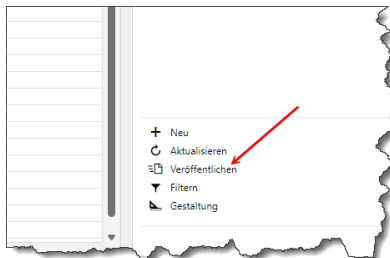 Neu
Aktualisieren
Veröffentlichen
Filtern
Gestaltung